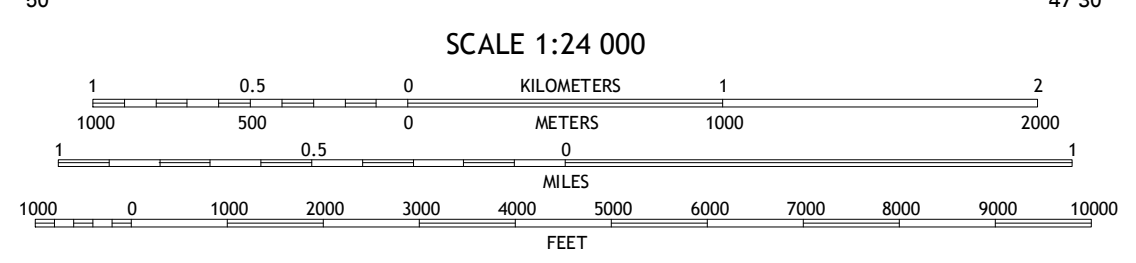 50 47'30
SCALE 1:24 000
1 0.5 0 KILOMETERS 1 2
1000 500 0 METERS 1000 2000
1 0.5 0 1
MILES
1000 0 1000 2000 3000 4000 5000 6000 7000 8000 9000 10000
FEET